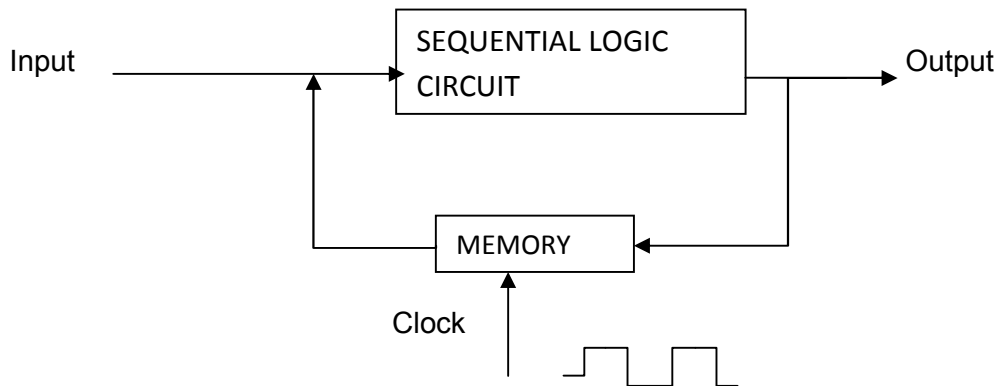 SEQUENTIAL LOGIC
CIRCUIT
Input
Output
MEMORY
Clock